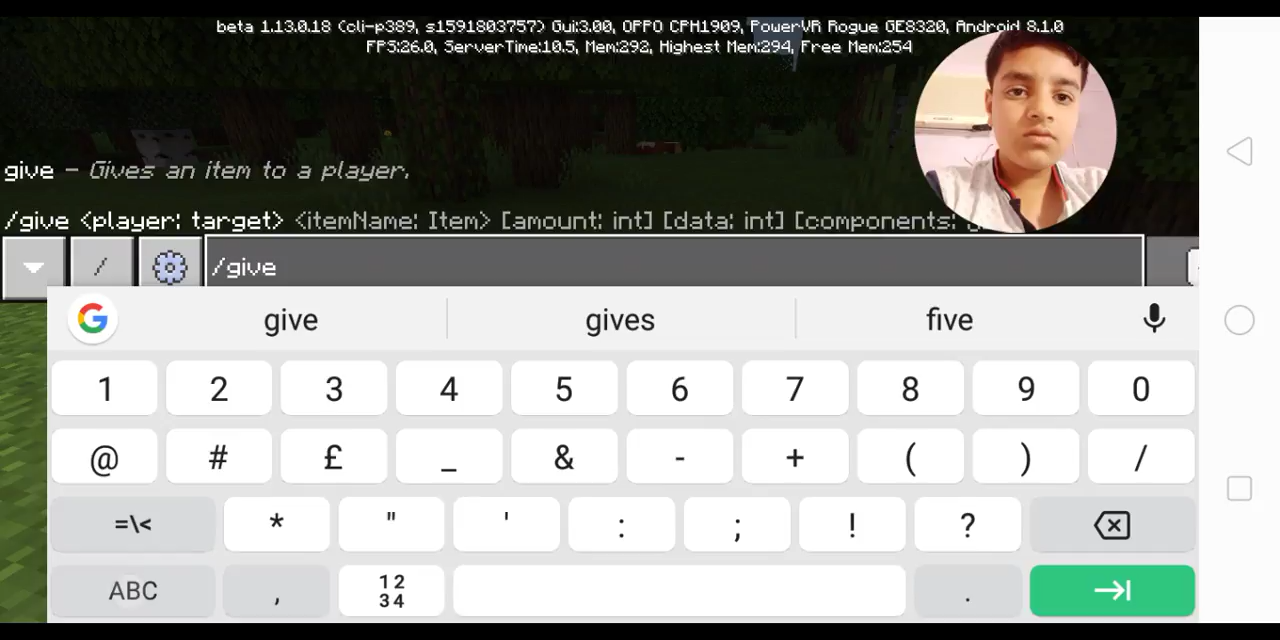 beta 1.13.0.18 (cli-p389, s1591803757) Gui:3.00, OPPO CPH1909, PowerVR Rogue GE8320, Android 8.1.0
FPS:26.0, ServerTime:10.5, Mem:292, Highest Mem:294, Free Mem:254
give – Gives an item to a player.
/give <player: target> <itemName: Item> [amount: int] [data: int] [components:
/ /give
give gives five
1 2 3 4 5 6 7 8 9 0
@ # £ _ & - + ( ) /
=\< * " ' : ; ! ?
ABC , 12 34 .